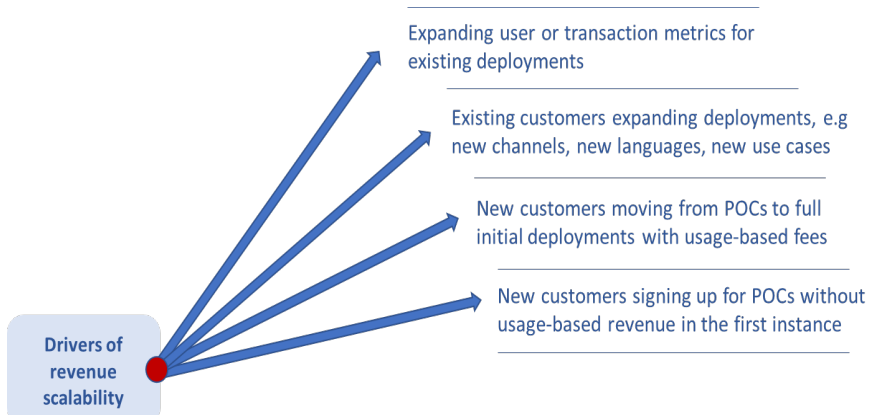 Expanding user or transaction metrics for
existing deployments
Existing customers expanding deployments, e.g
new channels, new languages, new use cases
New customers moving from POCs to full
initial deployments with usage-based fees
New customers signing up for POCs without
usage-based revenue in the first instance
Drivers of
revenue
scalability